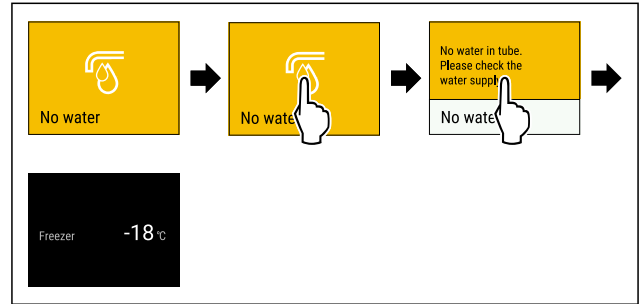 No water
No wate
No water in tube.
Please check the
water suppl
No wate
Freezer -18 °C